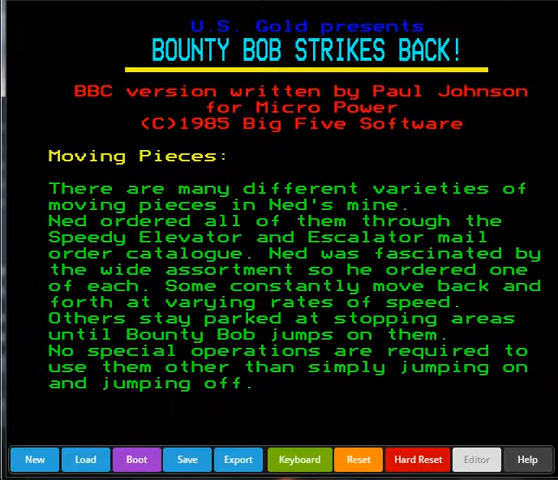 U.S. Gold presents
BOUNTY BOB STRIKES BACK!
BBC version written by Paul Johnson
for Micro Power
(C)1985 Big Five Software
Moving Pieces:
There are many different varieties of
moving pieces in Ned's mine.
Ned ordered all of them through the
Speedy Elevator and Escalator mail
order catalogue. Ned was fascinated by
the wide assortment so he ordered one
of each. Some constantly move back and
forth at varying rates of speed.
Others stay parked at stopping areas
until Bounty Bob jumps on them.
No special operations are required to
use them other than simply jumping on
and jumping off.
New Load Boot Save Export Keyboard Reset Hard Reset Editor Help